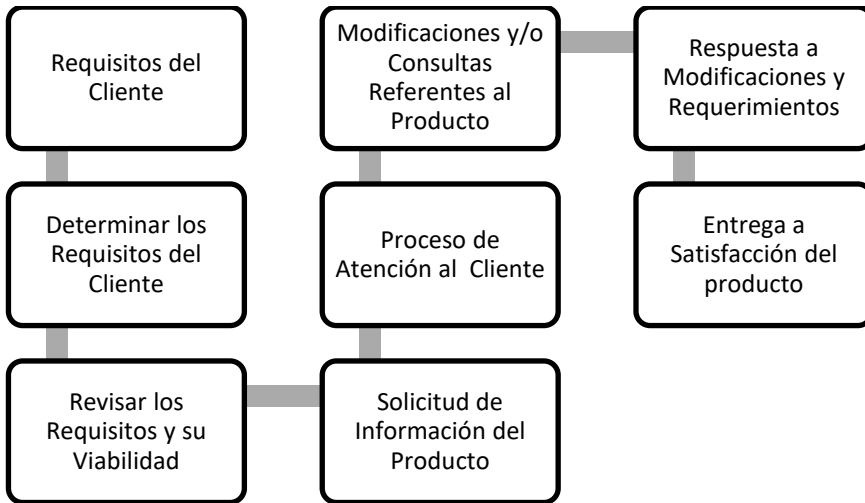 Requisitos del
Cliente
Determinar los
Requisitos del
Cliente
Revisar los
Requisitos y su
Viabilidad
Solicitud de
Información del
Producto
Proceso de
Atención al Cliente
Modificaciones y/o
Consultas
Referentes al
Producto
Respuesta a
Modificaciones y
Requerimientos
Entrega a
Satisfacción del
producto